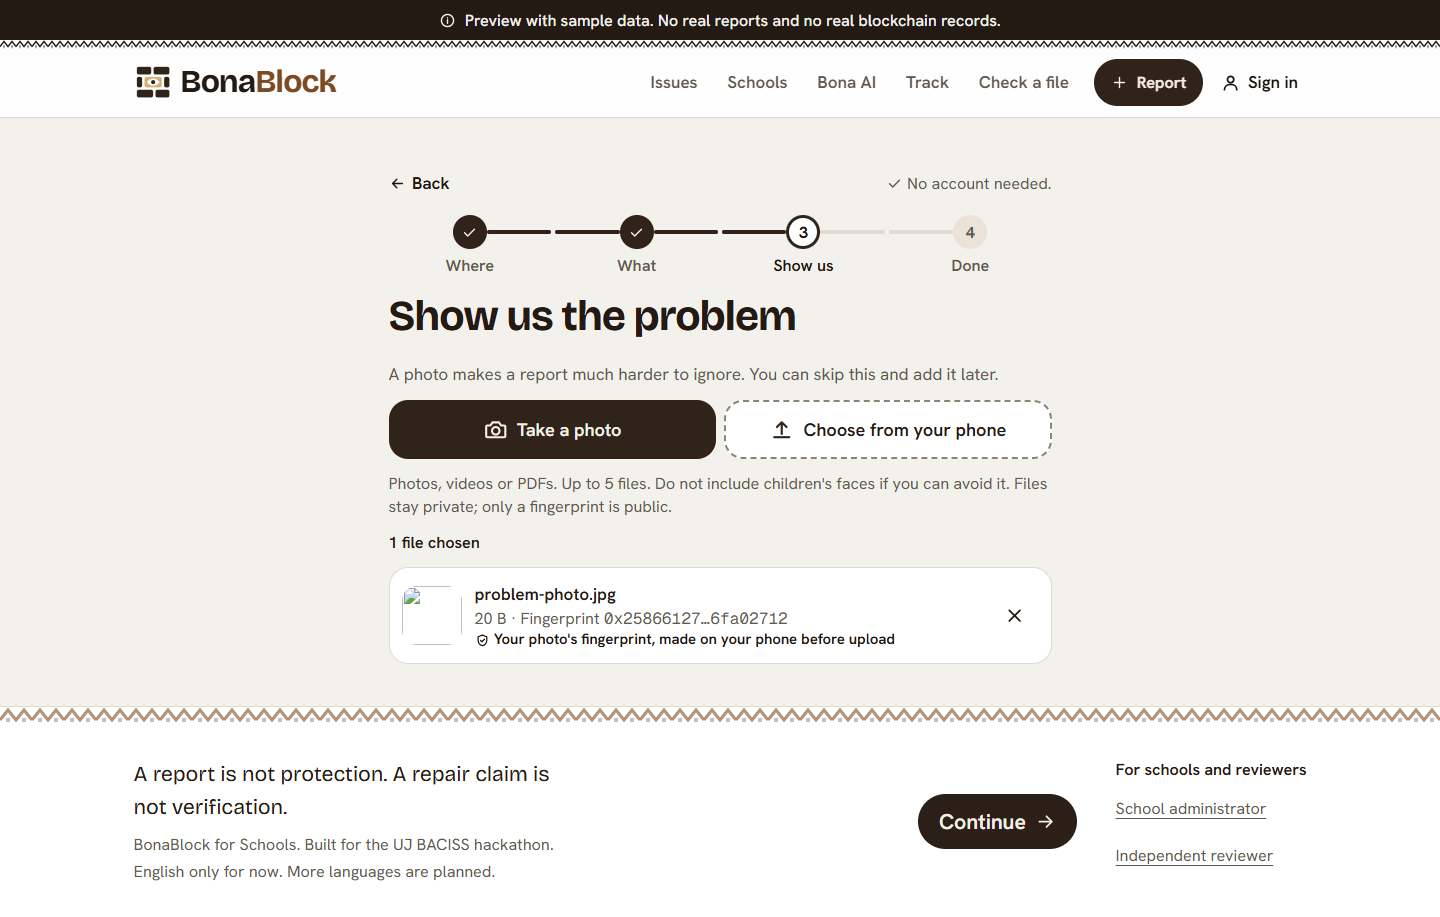 Preview with sample data. No real reports and no real blockchain records.
BonaBlock
Issues
Schools
Bona AI
Track
Check a file
Report
Sign in
Back
No account needed.
3
4
Where
What
Show us
Done
Show us the problem
A photo makes a report much harder to ignore. You can skip this and add it later.
Take a photo
Choose from your phone
Photos, videos or PDFs. Up to 5 files. Do not include children's faces if you can avoid it. Files
stay private; only a fingerprint is public.
1 file chosen
problem-photo.jpg
20 B · Fingerprint 0x25866127…6fa02712
Your photo's fingerprint, made on your phone before upload
A report is not protection. A repair claim is
not verification.
BonaBlock for Schools. Built for the UJ BACISS hackathon.
English only for now. More languages are planned.
Continue
For schools and reviewers
School administrator
Independent reviewer